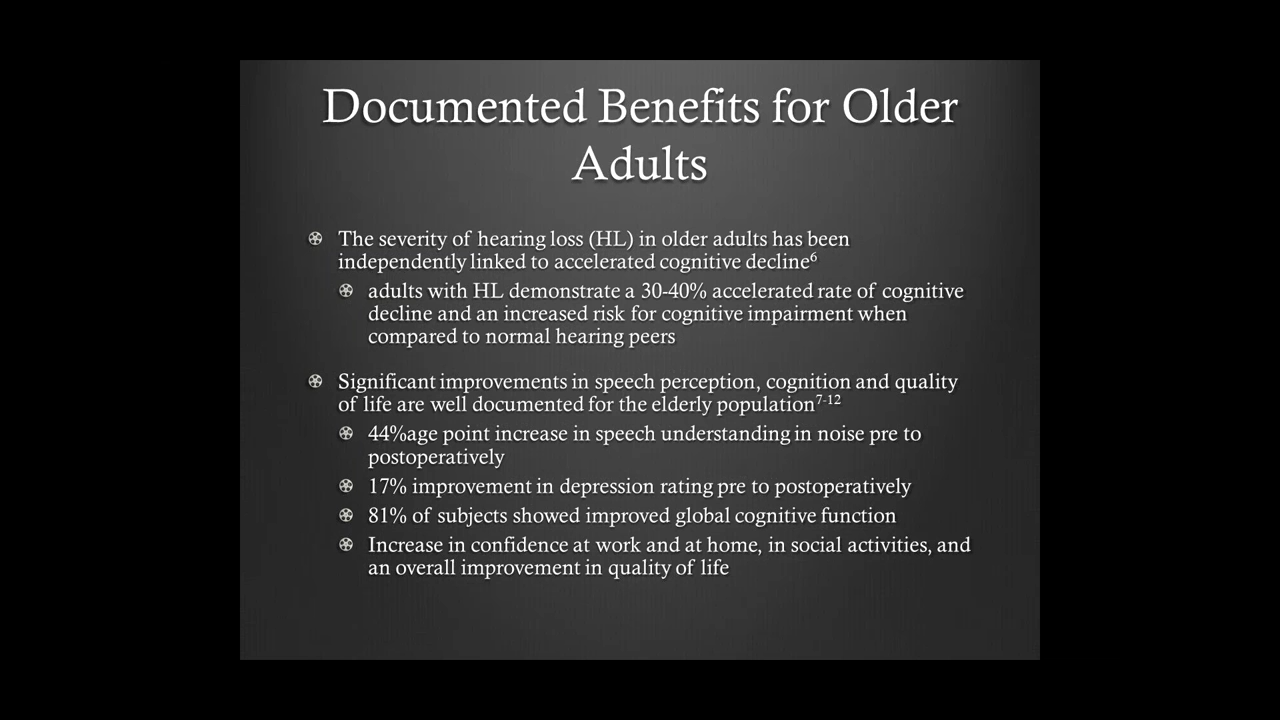 Documented Benefits for Older
Adults
The severity of hearing loss (HL) in older adults has been
independently linked to accelerated cognitive decline6
adults with HL demonstrate a 30-40% accelerated rate of cognitive
decline and an increased risk for cognitive impairment when
compared to normal hearing peers
Significant improvements in speech perception, cognition and quality
of life are well documented for the elderly population7-12
44%age point increase in speech understanding in noise pre to
postoperatively
17% improvement in depression rating pre to postoperatively
81% of subjects showed improved global cognitive function
Increase in confidence at work and at home, in social activities, and
an overall improvement in quality of life